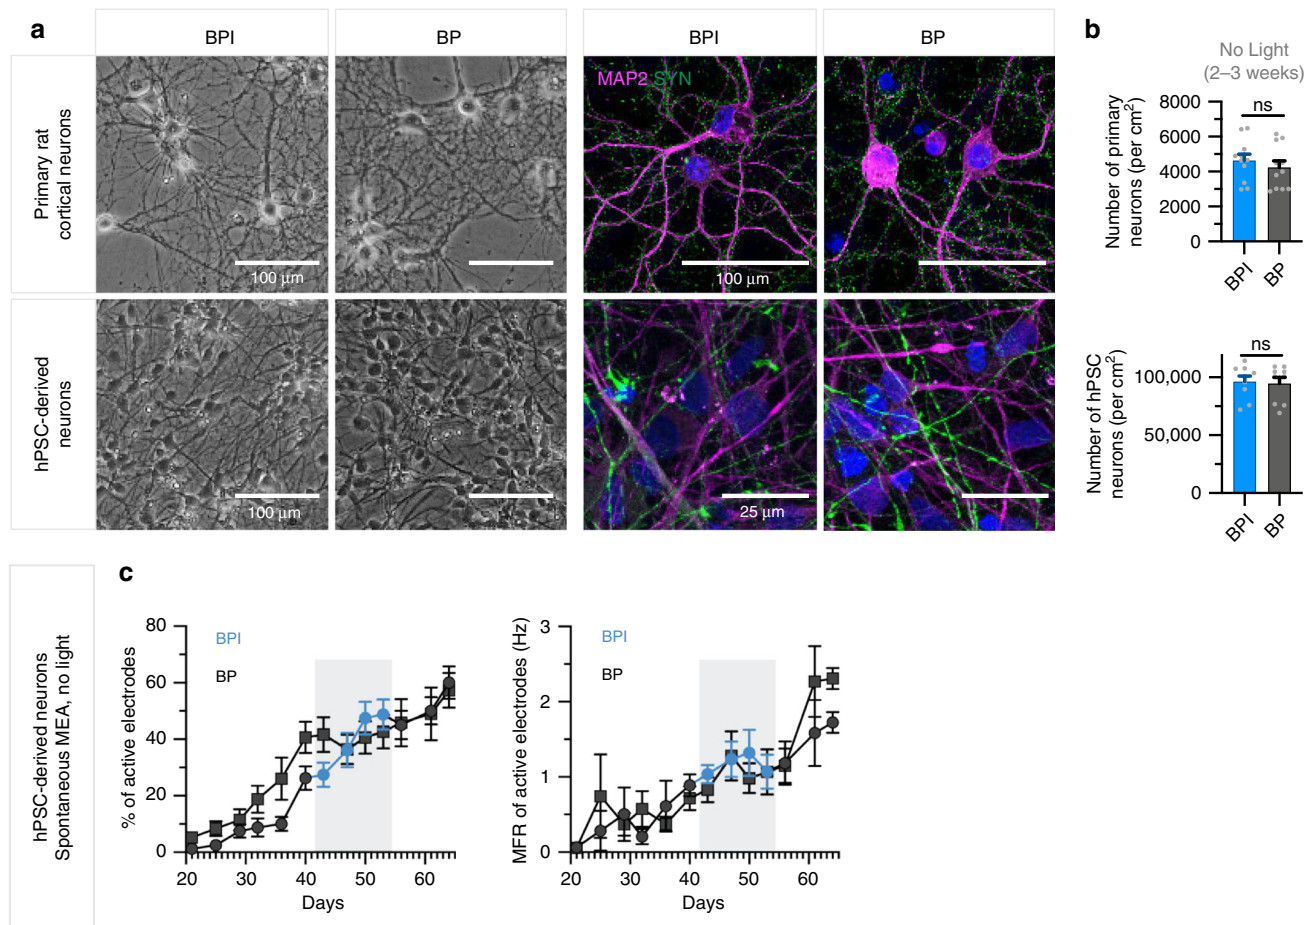 a
BPI
BP
BPI
BP
b
Primary rat
cortical neurons
hPSC-derived
neurons
100 μm
MAP2 SYN
100 μm
100 μm
25 μm
No Light
(2–3 weeks)
Number of primary
neurons (per cm²)
8000
6000
4000
2000
0
ns
BPI
BP
Number of hPSC
neurons (per cm²)
100,000
50,000
0
ns
BPI
BP
c
hPSC-derived neurons
Spontaneous MEA, no light
% of active electrodes
80
60
40
20
0
BPI
BP
20 30 40 50 60
Days
MFR of active electrodes (Hz)
3
2
1
0
BPI
BP
20 30 40 50 60
Days